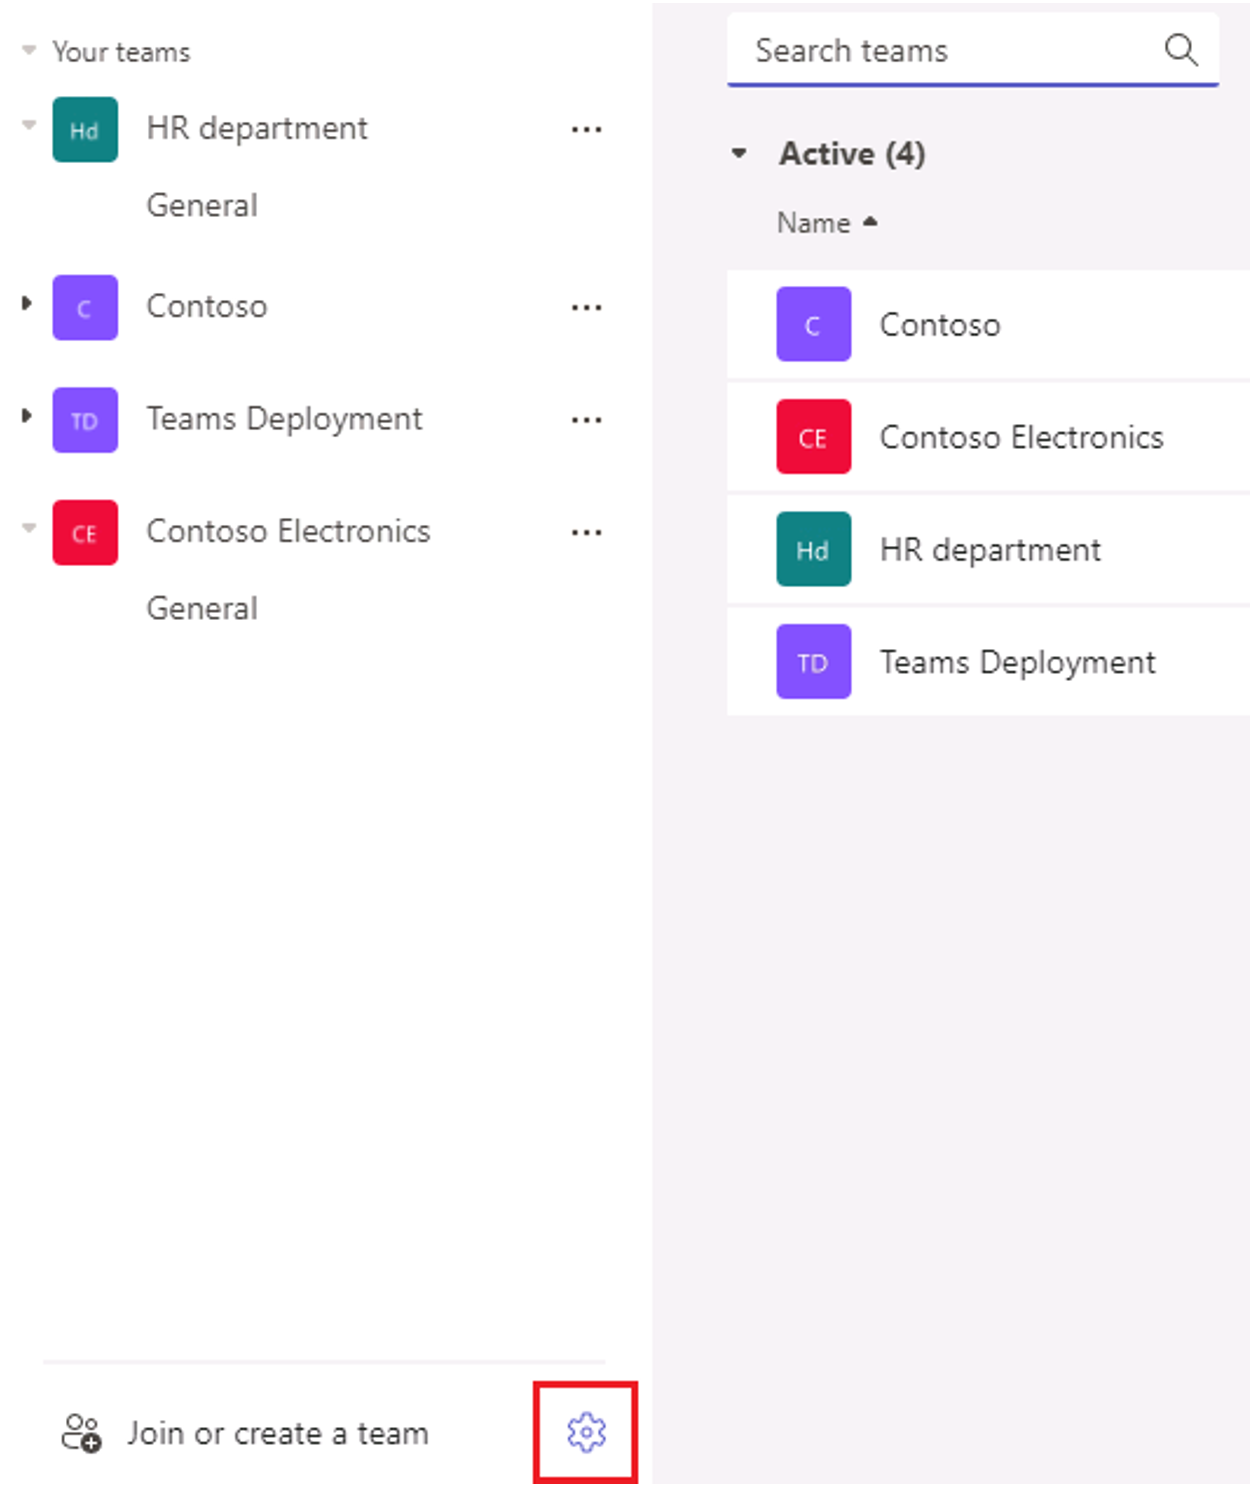 Your teams
Hd HR department ...
General
C Contoso ...
TD Teams Deployment ...
CE Contoso Electronics ...
General
Join or create a team
Search teams
Active (4)
Name
C Contoso
CE Contoso Electronics
Hd HR department
TD Teams Deployment